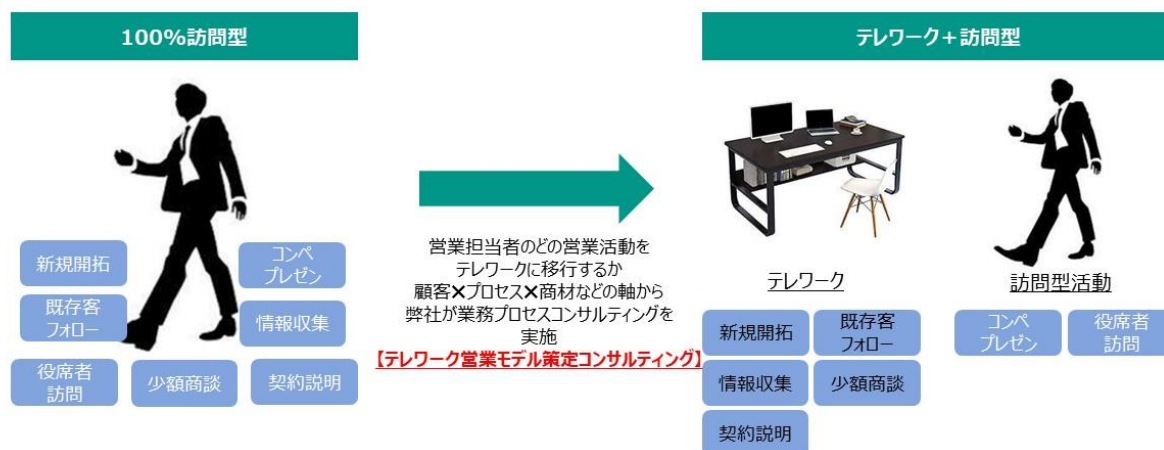 100%訪問型
新規開拓
コンペ
プレゼン
既存客
フォロー
情報収集
役席者
訪問
少額商談
契約説明
営業担当者のどの営業活動を
テレワークに移行するか
顧客×プロセス×商材などの軸から
弊社が業務プロセスコンサルティングを
実施
【テレワーク営業モデル策定コンサルティング】
テレワーク+訪問型
テレワーク
新規開拓
既存客
フォロー
情報収集
少額商談
契約説明
訪問型活動
コンペ
プレゼン
役席者
訪問